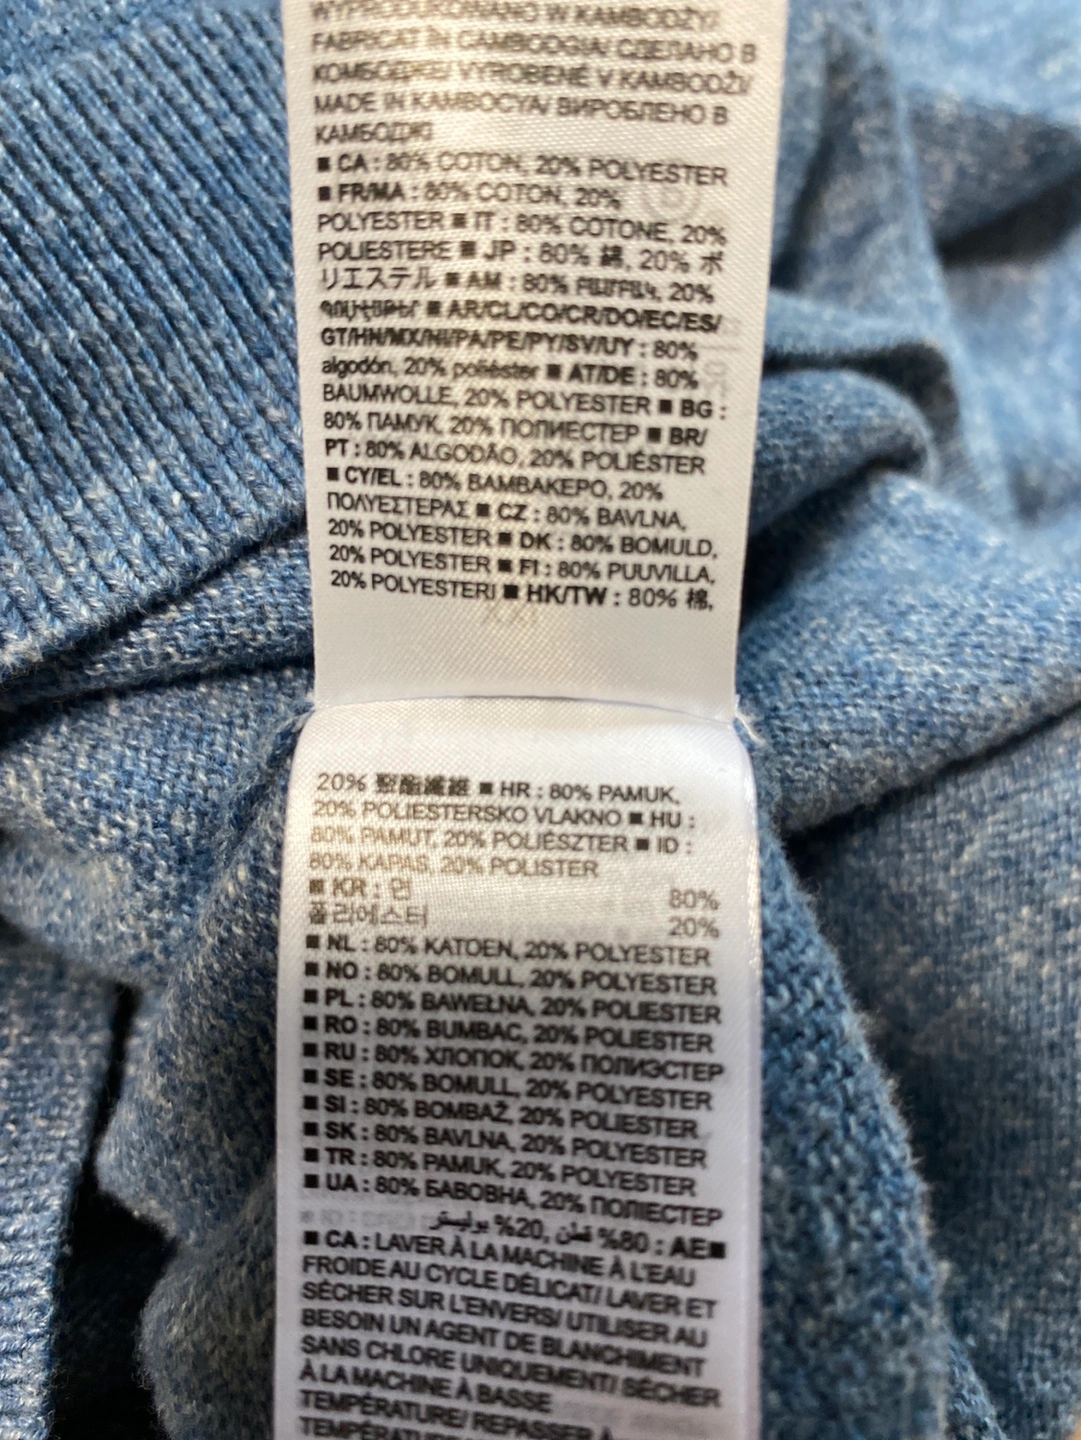 WYPRODUKOWANO W KAMBODŻY/
FABRICAT ÎN CAMBODGIA/ СДЕЛАНО В
КОМБОДЖЕ/ VYROBENÉ V KAMBODŽI/
MADE IN KAMBOÇYA/ ВИРОБЛЕНО В
КАМБОДЖІ
■ CA : 80% COTON, 20% POLYESTER
■ FR/MA : 80% COTON, 20%
POLYESTER ■ IT : 80% COTONE, 20%
POLIESTERE ■ JP : 80% 綿, 20% ポ
リエステル ■ AM : 80% ԲԱՄԲԱԿ, 20%
■ AR/CL/CO/CR/DO/EC/ES/
GT/HN/MX/NI/PA/PE/PY/SV/UY : 80%
algodón, 20% poliéster ■ AT/DE : 80%
BAUMWOLLE, 20% POLYESTER ■ BG :
80% ПАМУК, 20% ПОЛИЕСТЕР ■ BR/
PT : 80% ALGODÃO, 20% POLIÉSTER
■ CY/EL : 80% ΒΑΜΒΑΚΕΡΟ, 20%
ΠΟΛΥΕΣΤΕΡΑΣ ■ CZ : 80% BAVLNA,
20% POLYESTER ■ DK : 80% BOMULD,
20% POLYESTER ■ FI : 80% PUUVILLA,
20% POLYESTERI ■ HK/TW : 80% 棉,
20% 聚酯纖維 ■ HR : 80% PAMUK,
20% POLIESTERSKO VLAKNO ■ HU :
80% PAMUT, 20% POLIÉSZTER ■ ID :
80% KAPAS, 20% POLISTER
■ KR : 면 80%
폴리에스터 20%
■ NL : 80% KATOEN, 20% POLYESTER
■ NO : 80% BOMULL, 20% POLYESTER
■ PL : 80% BAWEŁNA, 20% POLIESTER
■ RO : 80% BUMBAC, 20% POLIESTER
■ RU : 80% ХЛОПОК, 20% ПОЛИЭСТЕР
■ SE : 80% BOMULL, 20% POLYESTER
■ SI : 80% BOMBAŽ, 20% POLIESTER
■ SK : 80% BAVLNA, 20% POLYESTER
■ TR : 80% PAMUK, 20% POLYESTER
■ UA : 80% БАВОВНА, 20% ПОЛІЕСТЕР
■AE : 80% قطن, 20% بوليستر
■ CA : LAVER À LA MACHINE À L'EAU
FROIDE AU CYCLE DÉLICAT/ LAVER ET
SÉCHER SUR L'ENVERS/ UTILISER AU
BESOIN UN AGENT DE BLANCHIMENT
SANS CHLORE UNIQUEMENT/ SÉCHER
À LA MACHINE À BASSE
TEMPÉRATURE/ REPASSER À